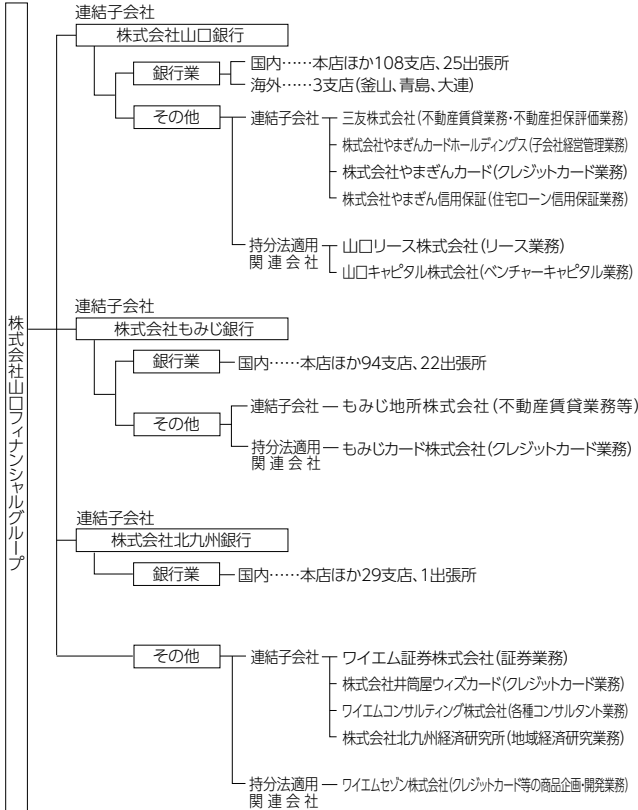 株式会社山口フィナンシャルグループ
連結子会社
株式会社山口銀行
銀行業
国内……本店ほか108支店、25出張所
海外……3支店(釜山、青島、大連)
その他
連結子会社
三友株式会社(不動産賃貸業務・不動産担保評価業務)
株式会社やまぎんカードホールディングス(子会社経営管理業務)
株式会社やまぎんカード(クレジットカード業務)
株式会社やまぎん信用保証(住宅ローン信用保証業務)
持分法適用
関連会社
山口リース株式会社(リース業務)
山口キャピタル株式会社(ベンチャーキャピタル業務)
連結子会社
株式会社もみじ銀行
銀行業
国内……本店ほか94支店、22出張所
その他
連結子会社
もみじ地所株式会社(不動産賃貸業務等)
持分法適用
関連会社
もみじカード株式会社(クレジットカード業務)
連結子会社
株式会社北九州銀行
銀行業
国内……本店ほか29支店、1出張所
その他
連結子会社
ワイエム証券株式会社(証券業務)
株式会社井筒屋ウィズカード(クレジットカード業務)
ワイエムコンサルティング株式会社(各種コンサルタント業務)
株式会社北九州経済研究所(地域経済研究業務)
持分法適用
関連会社
ワイエムセゾン株式会社(クレジットカード等の商品企画・開発業務)